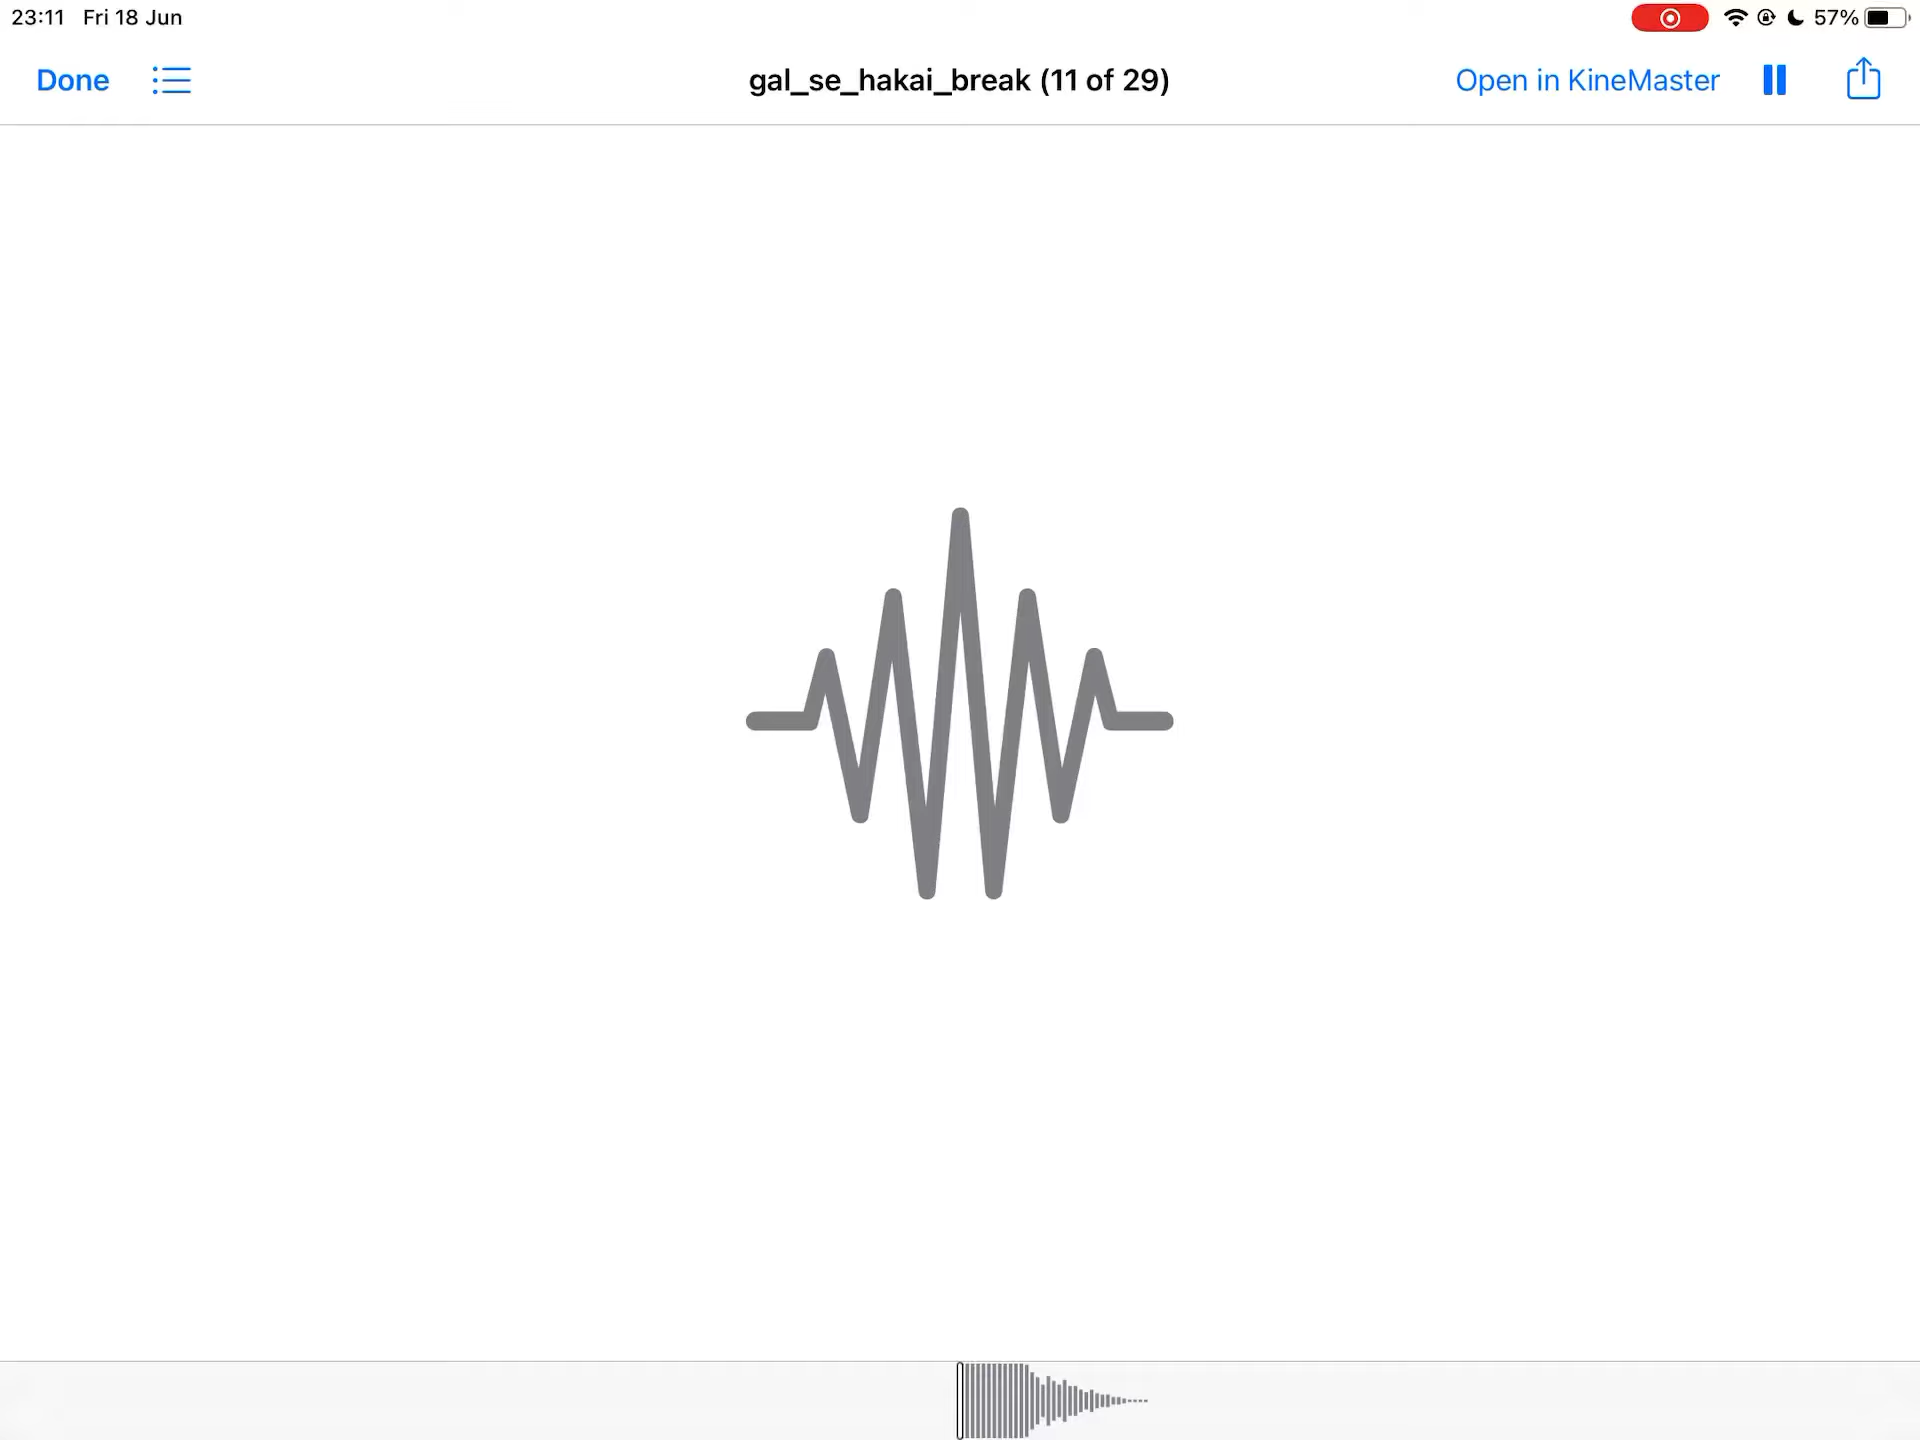 23:11 Fri 18 Jun
57%
Done
gal_se_hakai_break (11 of 29)
Open in KineMaster